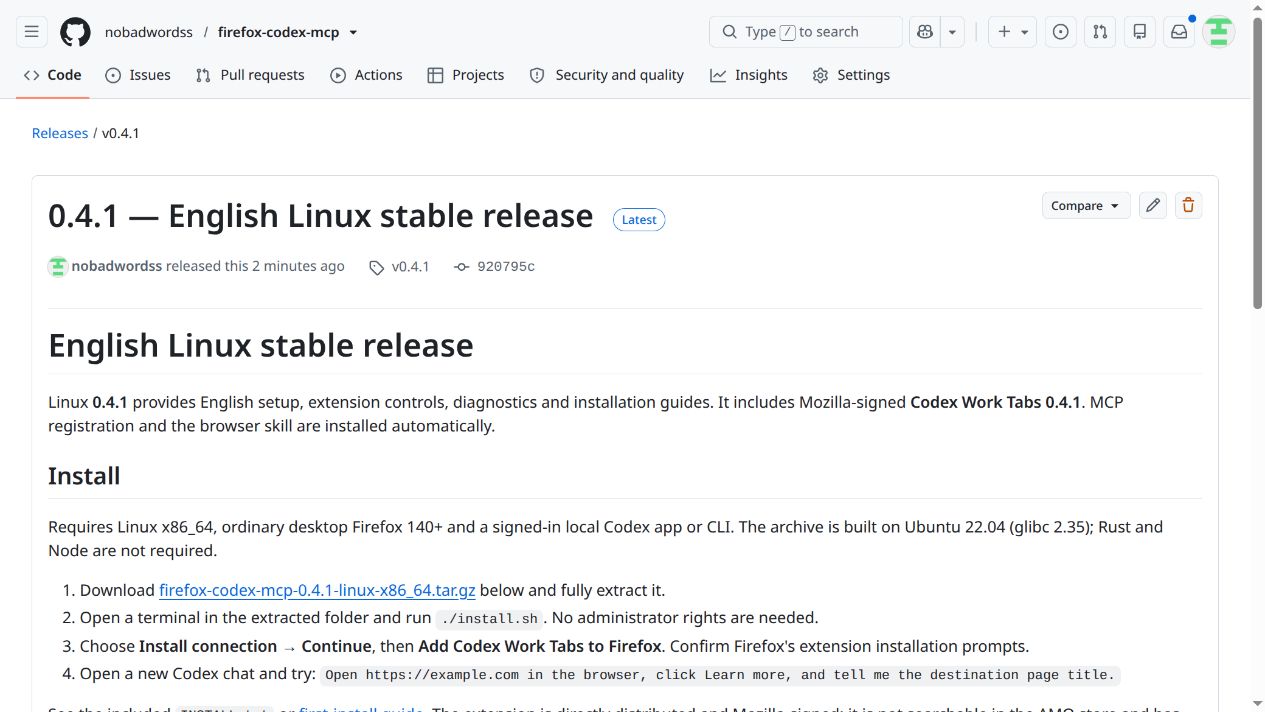 nobadwordss / firefox-codex-mcp
Type / to search
Code
Issues
Pull requests
Actions
Projects
Security and quality
Insights
Settings
Releases / v0.4.1
0.4.1 — English Linux stable release
Latest
Compare
nobadwordss released this 2 minutes ago
v0.4.1
920795c
English Linux stable release
Linux 0.4.1 provides English setup, extension controls, diagnostics and installation guides. It includes Mozilla-signed Codex Work Tabs 0.4.1. MCP
registration and the browser skill are installed automatically.
Install
Requires Linux x86_64, ordinary desktop Firefox 140+ and a signed-in local Codex app or CLI. The archive is built on Ubuntu 22.04 (glibc 2.35); Rust and
Node are not required.
1. Download firefox-codex-mcp-0.4.1-linux-x86_64.tar.gz below and fully extract it.
2. Open a terminal in the extracted folder and run ./install.sh. No administrator rights are needed.
3. Choose Install connection → Continue, then Add Codex Work Tabs to Firefox. Confirm Firefox's extension installation prompts.
4. Open a new Codex chat and try: Open https://example.com in the browser, click Learn more, and tell me the destination page title.